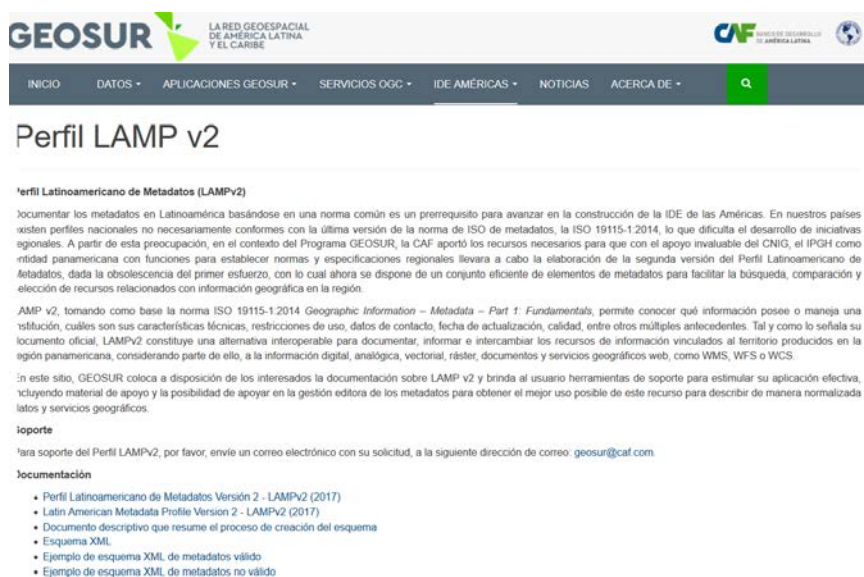 GEOSUR
LA RED GEOESPACIAL
DE AMÉRICA LATINA
Y EL CARIBE
CAF BANCO DE DESARROLLO
DE AMÉRICA LATINA
INICIO DATOS APLICACIONES GEOSUR SERVICIOS OGC IDE AMÉRICAS NOTICIAS ACERCA DE
Perfil LAMP v2
Perfil Latinoamericano de Metadatos (LAMPv2)
Documentar los metadatos en Latinoamérica basándose en una norma común es un prerrequisito para avanzar en la construcción de la IDE de las Américas. En nuestros países
existen perfiles nacionales no necesariamente conformes con la última versión de la norma de ISO de metadatos, la ISO 19115-1:2014, lo que dificulta el desarrollo de iniciativas
regionales. A partir de esta preocupación, en el contexto del Programa GEOSUR, la CAF aportó los recursos necesarios para que con el apoyo invaluable del CNIG, el IPGH como
entidad panamericana con funciones para establecer normas y especificaciones regionales llevara a cabo la elaboración de la segunda versión del Perfil Latinoamericano de
Metadatos, dada la obsolescencia del primer esfuerzo, con lo cual ahora se dispone de un conjunto eficiente de elementos de metadatos para facilitar la búsqueda, comparación y
selección de recursos relacionados con información geográfica en la región.
LAMP v2, tomando como base la norma ISO 19115-1:2014 Geographic Information – Metadata – Part 1: Fundamentals, permite conocer qué información posee o maneja una
institución, cuáles son sus características técnicas, restricciones de uso, datos de contacto, fecha de actualización, calidad, entre otros múltiples antecedentes. Tal y como lo señala su
documento oficial, LAMPv2 constituye una alternativa interoperable para documentar, informar e intercambiar los recursos de información vinculados al territorio producidos en la
región panamericana, considerando parte de ello, a la información digital, analógica, vectorial, ráster, documentos y servicios geográficos web, como WMS, WFS o WCS.
En este sitio, GEOSUR coloca a disposición de los interesados la documentación sobre LAMP v2 y brinda al usuario herramientas de soporte para estimular su aplicación efectiva,
incluyendo material de apoyo y la posibilidad de apoyar en la gestión editora de los metadatos para obtener el mejor uso posible de este recurso para describir de manera normalizada
datos y servicios geográficos.
Soporte
Para soporte del Perfil LAMPv2, por favor, envíe un correo electrónico con su solicitud, a la siguiente dirección de correo: geosur@caf.com.
Documentación
• Perfil Latinoamericano de Metadatos Versión 2 - LAMPv2 (2017)
• Latin American Metadata Profile Version 2 - LAMPv2 (2017)
• Documento descriptivo que resume el proceso de creación del esquema
• Esquema XML
• Ejemplo de esquema XML de metadatos válido
• Ejemplo de esquema XML de metadatos no válido